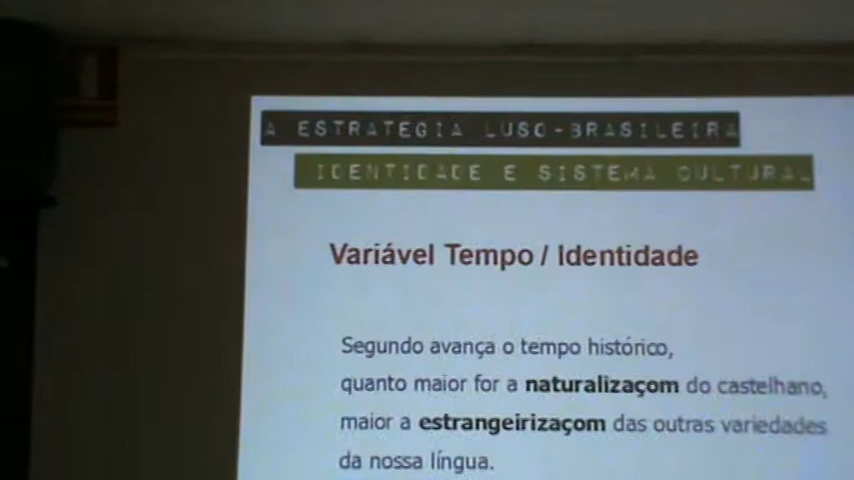 A ESTRATEGIA LUSO-BRASILEIRA
IDENTIDADE E SISTEMA CULTURAL
Variável Tempo / Identidade
Segundo avança o tempo histórico,
quanto maior for a naturalizaçom do castelhano,
maior a estrangeirizaçom das outras variedades
da nossa língua.